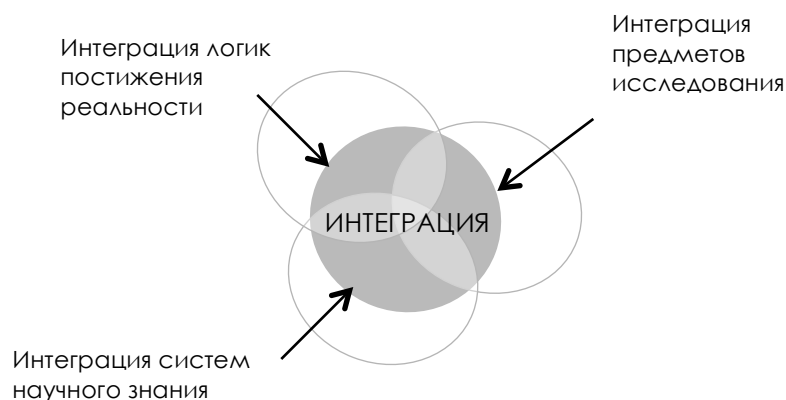 Интеграция логик
постижения
реальности
Интеграция
предметов
исследования
ИНТЕГРАЦИЯ
Интеграция систем
научного знания